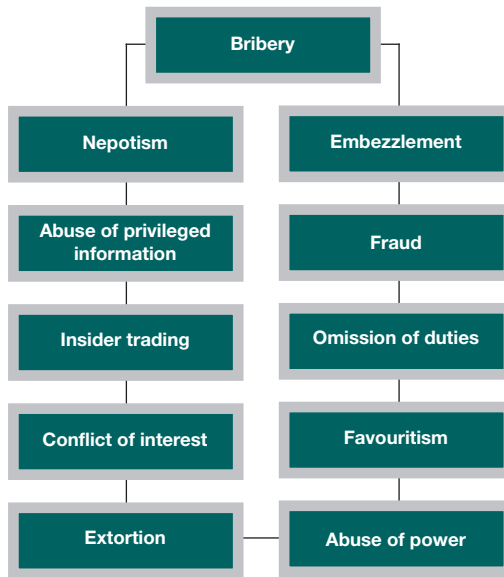 Bribery
Nepotism
Embezzlement
Abuse of privileged
information
Fraud
Insider trading
Omission of duties
Conflict of interest
Favouritism
Extortion
Abuse of power